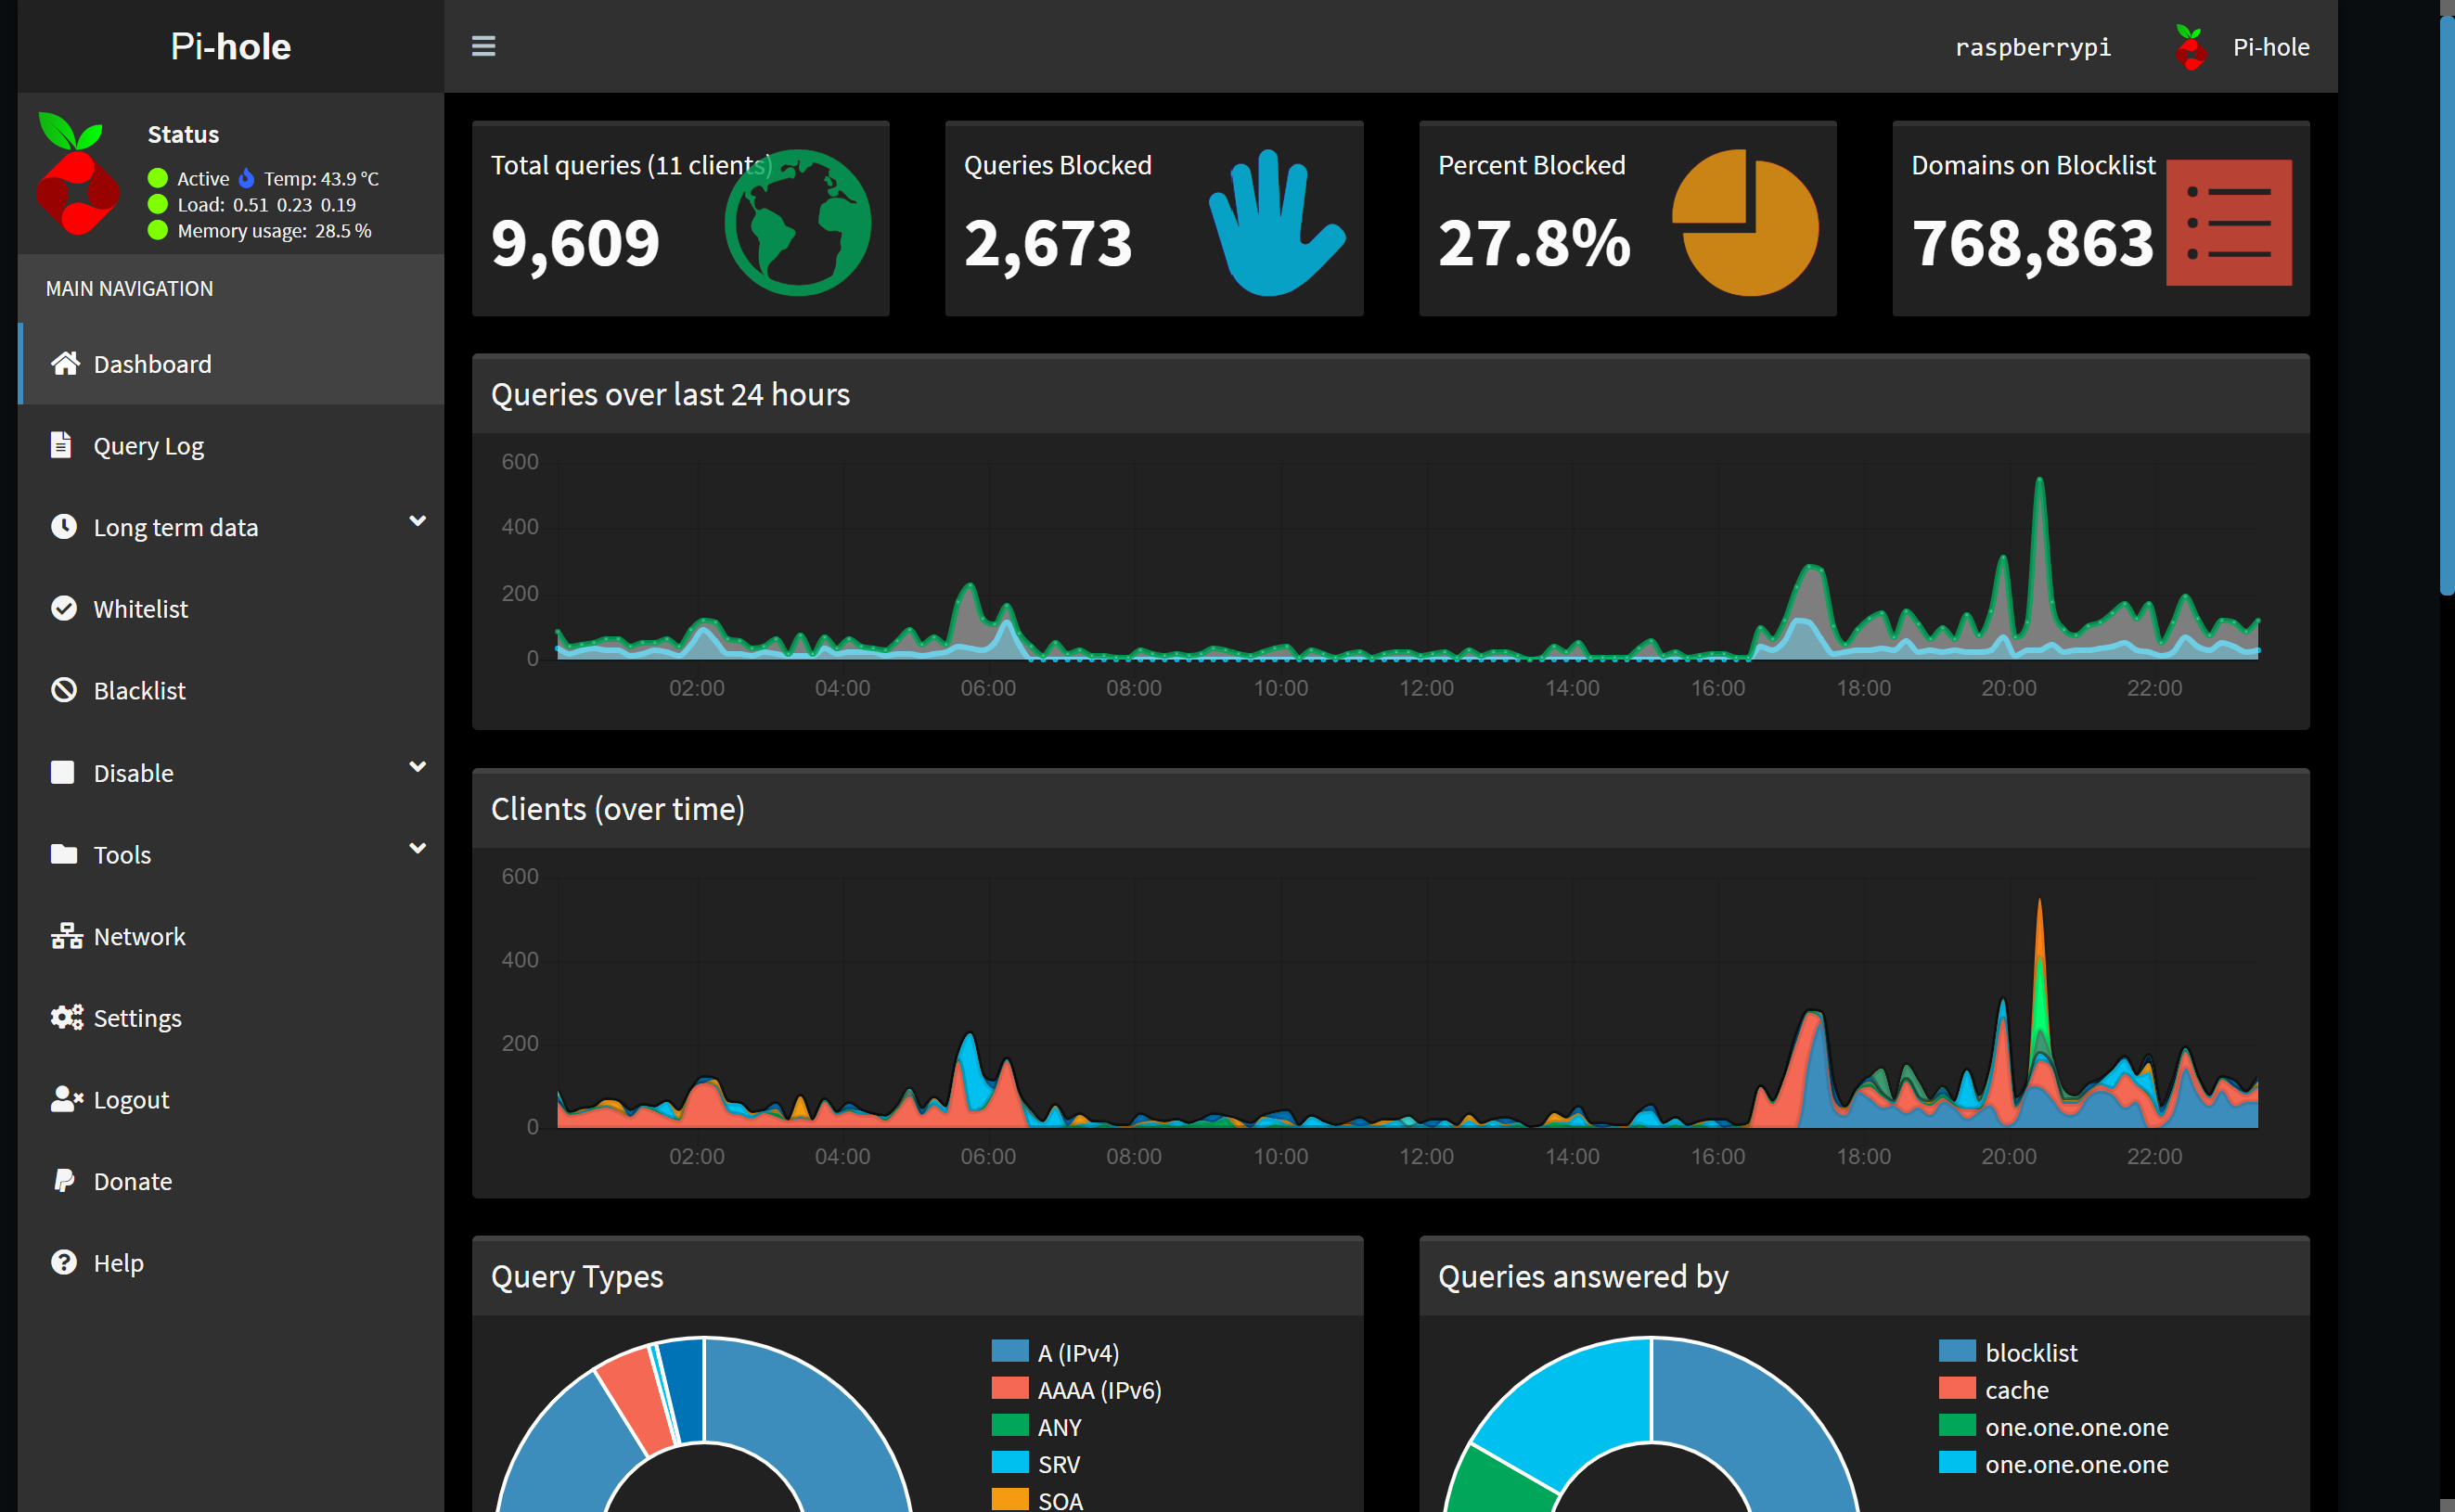 Pi-hole
raspberrypi
Pi-hole
Status
Active Temp: 43.9 °C
Load: 0.51 0.23 0.19
Memory usage: 28.5 %
MAIN NAVIGATION
Dashboard
Query Log
Long term data
Whitelist
Blacklist
Disable
Tools
Network
Settings
Logout
Donate
Help
Total queries (11 clients)
9,609
Queries Blocked
2,673
Percent Blocked
27.8%
Domains on Blocklist
768,863
Queries over last 24 hours
600
400
200
0
02:00 04:00 06:00 08:00 10:00 12:00 14:00 16:00 18:00 20:00 22:00
Clients (over time)
600
400
200
0
02:00 04:00 06:00 08:00 10:00 12:00 14:00 16:00 18:00 20:00 22:00
Query Types
A (IPv4)
AAAA (IPv6)
ANY
SRV
SOA
Queries answered by
blocklist
cache
one.one.one.one
one.one.one.one